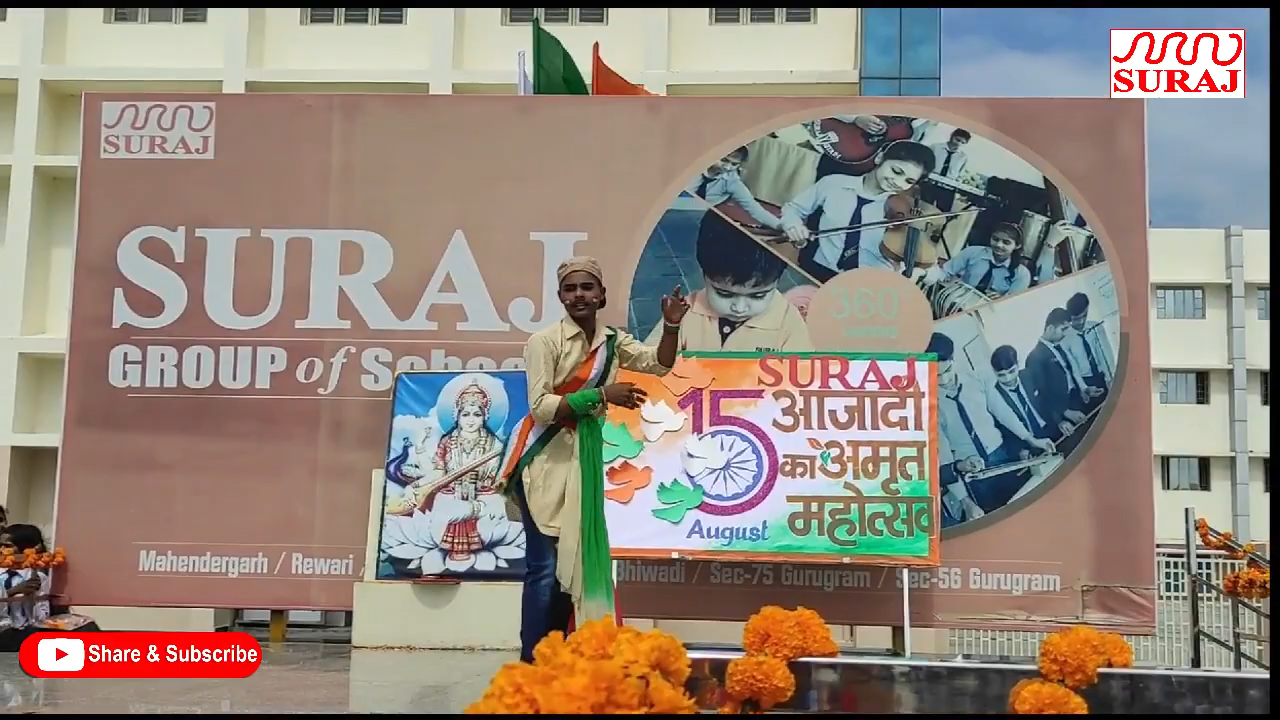 SURAJ
SURAJ
SURAJ
GROUP of
SURAJ
15
आजादी
का अमृत
महोत्सव
August
360
Mahendergarh / Rewari /
Bhiwadi / Sec-75 Gurugram / Sec-56 Gurugram
Share & Subscribe